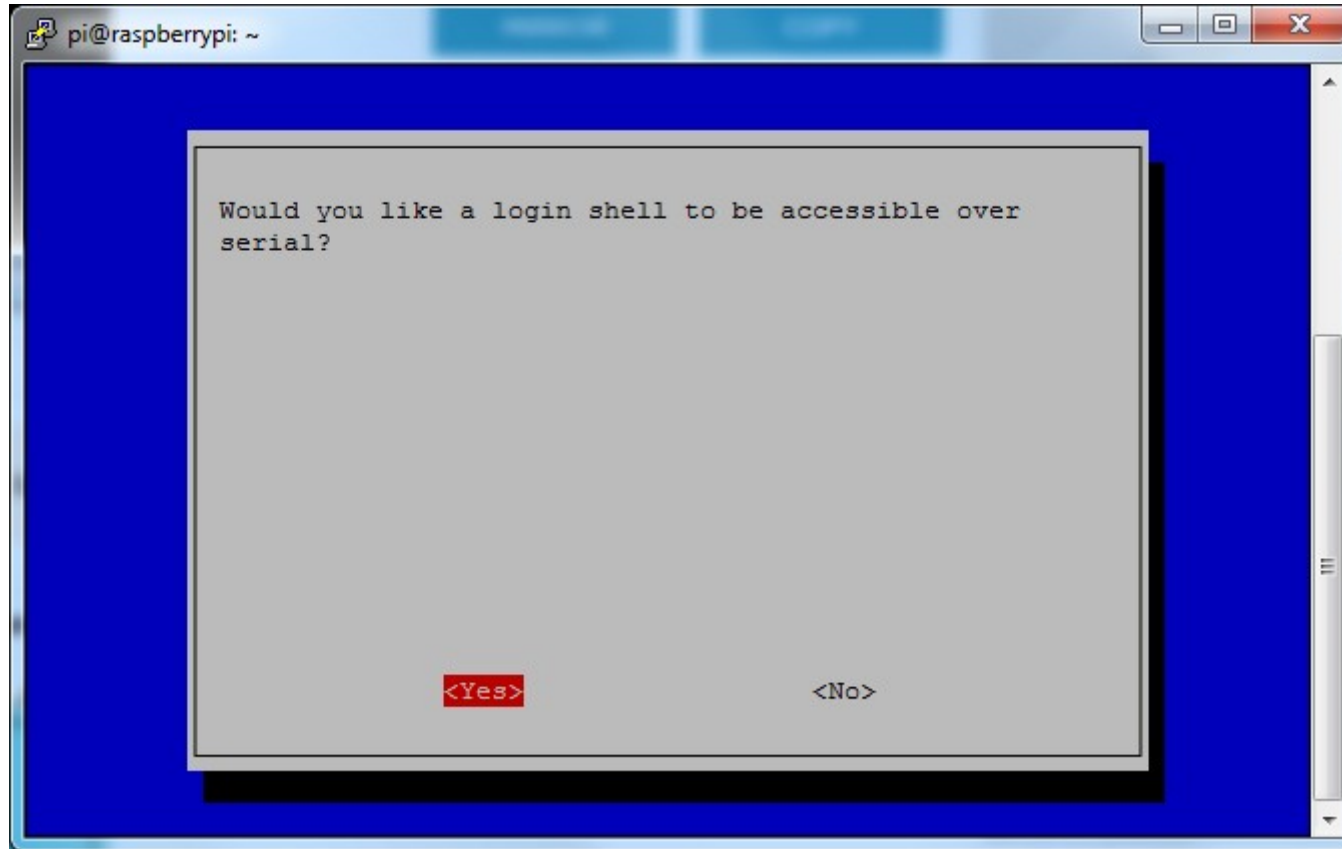 pi@raspberrypi: ~
Would you like a login shell to be accessible over
serial?
<Yes> <No>